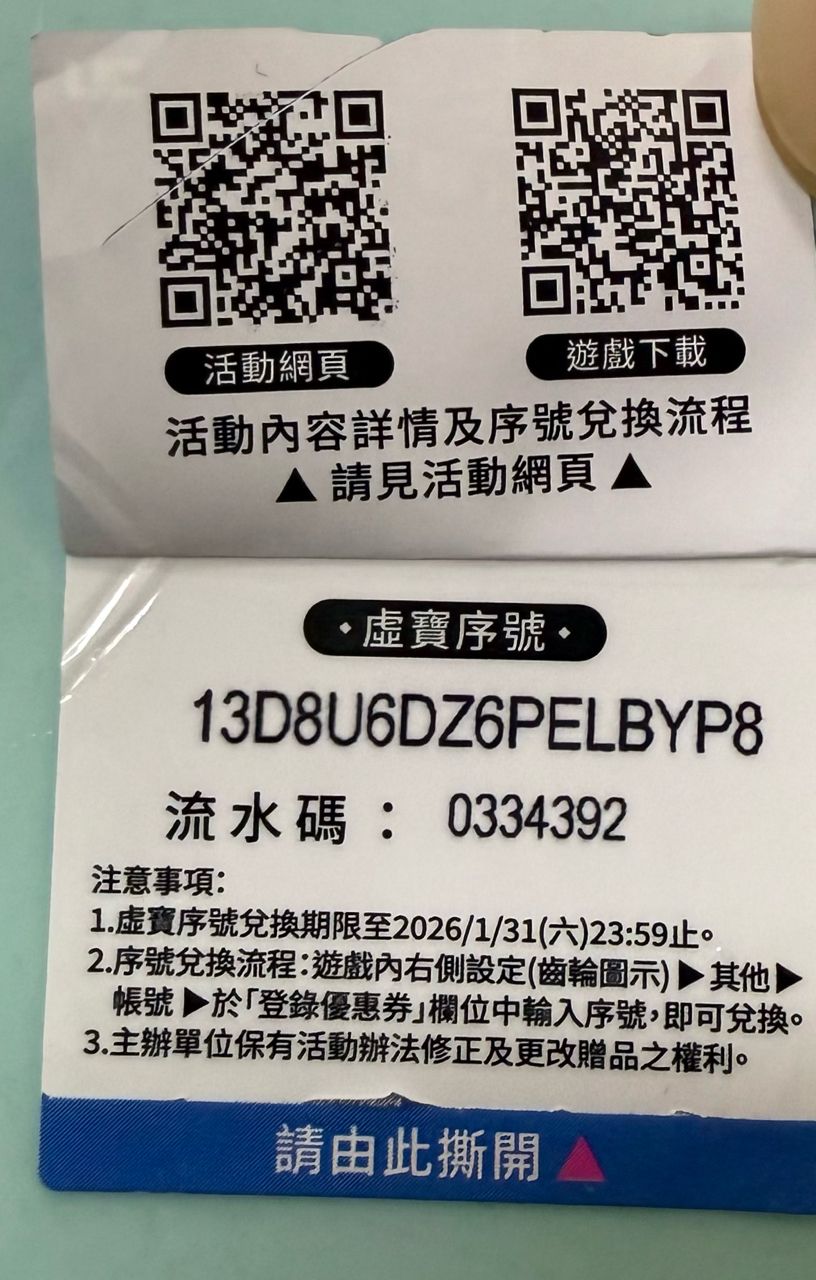 活動網頁
遊戲下載
活動內容詳情及序號兌換流程
▲ 請見活動網頁 ▲
・虛寶序號・
13D8U6DZ6PELBYP8
流水碼： 0334392
注意事項：
1.虛寶序號兌換期限至2026/1/31(六)23:59止。
2.序號兌換流程：遊戲內右側設定(齒輪圖示)▶其他▶
帳號▶於「登錄優惠券」欄位中輸入序號，即可兌換。
3.主辦單位保有活動辦法修正及更改贈品之權利。
請由此撕開▲